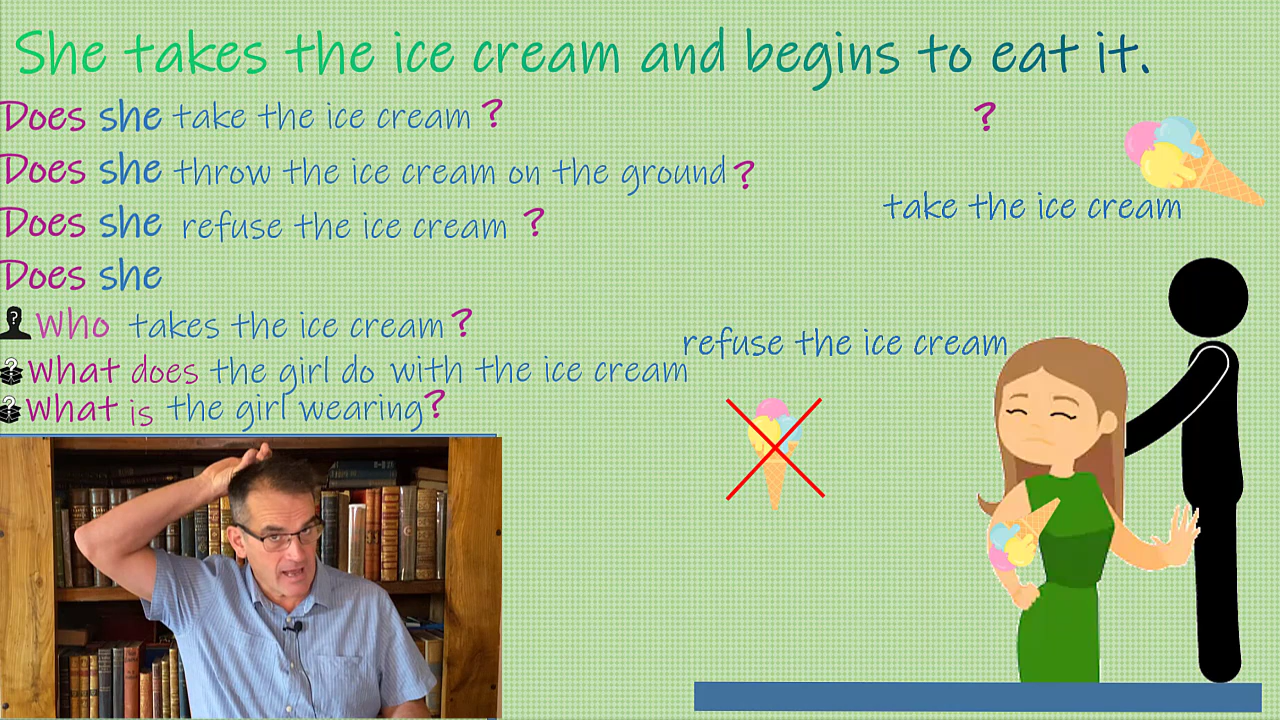 She takes the ice cream and begins to eat it.
Does she take the ice cream ?
?
Does she throw the ice cream on the ground ?
take the ice cream
Does she refuse the ice cream ?
Does she
? Who takes the ice cream ?
refuse the ice cream
? What does the girl do with the ice cream
? What is the girl wearing ?